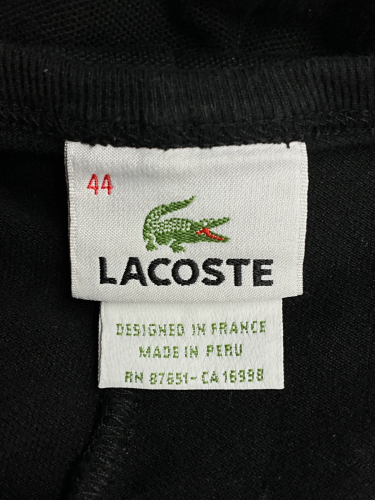 44
LACOSTE
DESIGNED IN FRANCE
MADE IN PERU
RN 87651-CA 16998